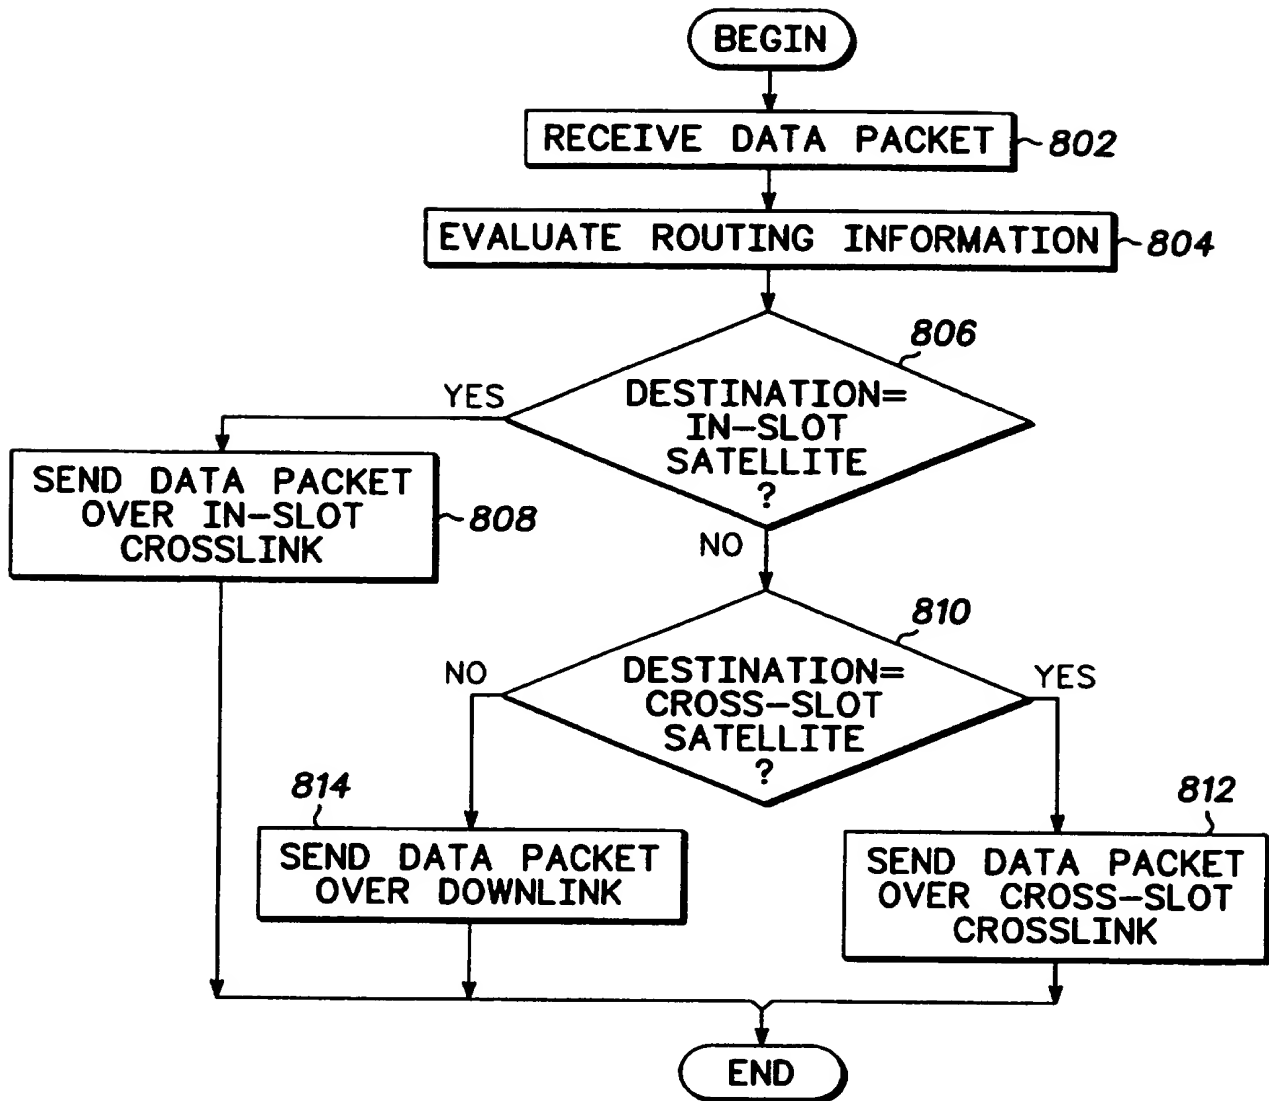 BEGIN
RECEIVE DATA PACKET
802
EVALUATE ROUTING INFORMATION
804
806
DESTINATION=
IN-SLOT
SATELLITE
?
YES
NO
SEND DATA PACKET
OVER IN-SLOT
CROSSLINK
808
810
DESTINATION=
CROSS-SLOT
SATELLITE
?
NO
YES
814
SEND DATA PACKET
OVER DOWNLINK
812
SEND DATA PACKET
OVER CROSS-SLOT
CROSSLINK
END